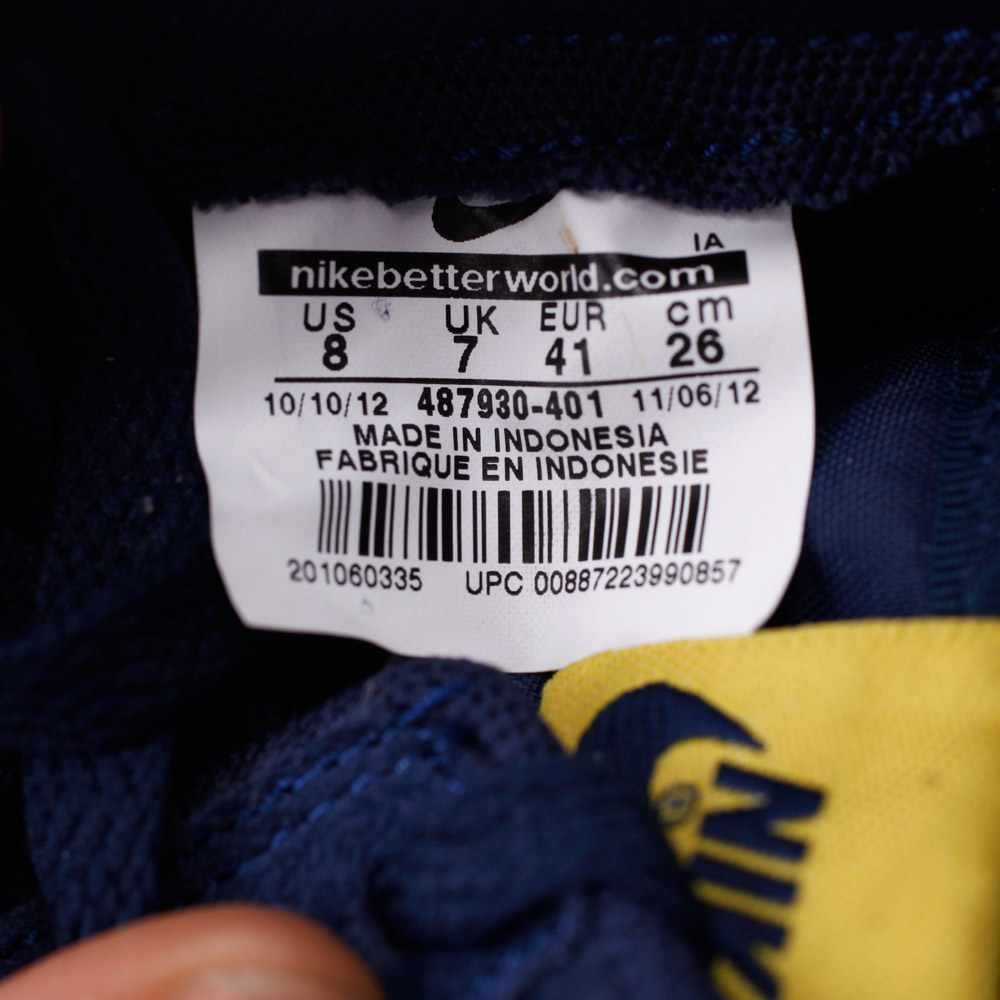 IA
nikebetterworld.com
US UK EUR cm
8 7 41 26
10/10/12 487930-401 11/06/12
MADE IN INDONESIA
FABRIQUE EN INDONESIE
201060335 UPC 00887223990857
®
NIKE